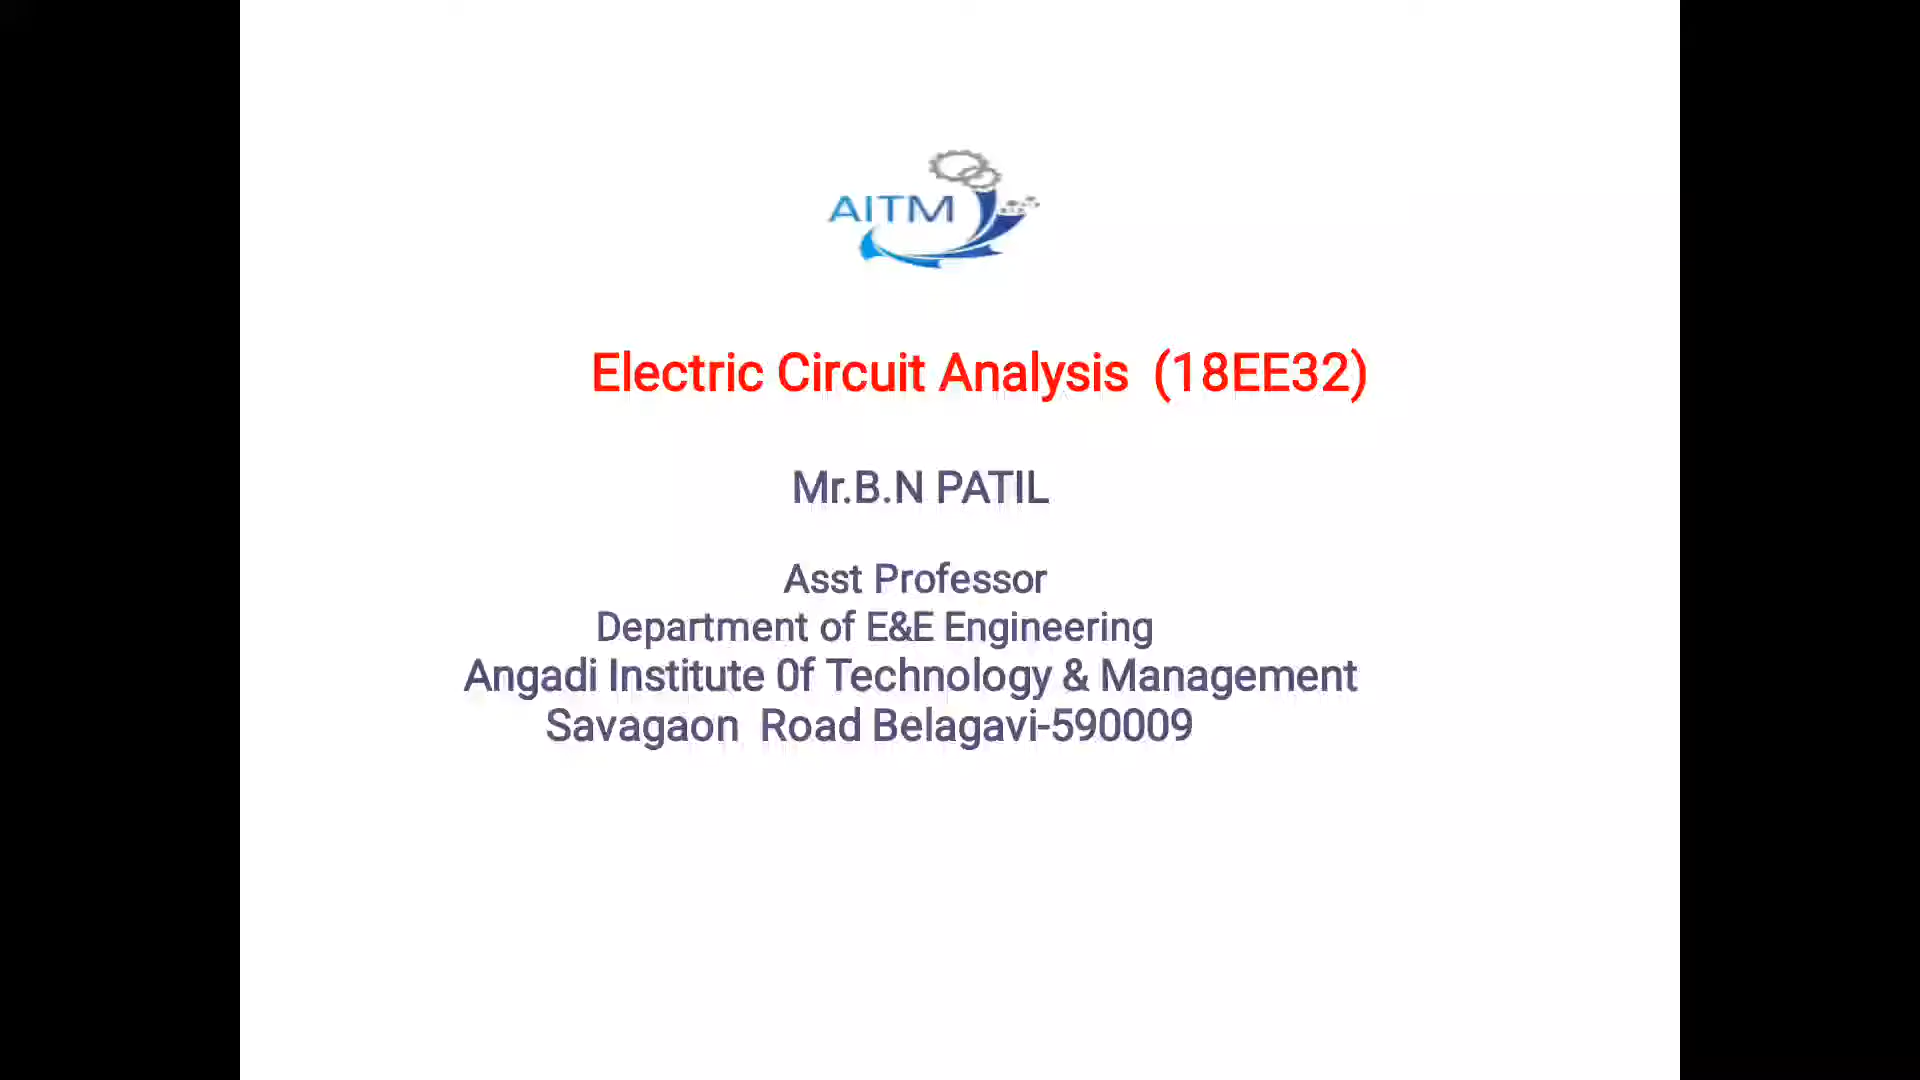 AITM
Electric Circuit Analysis (18EE32)
Mr.B.N PATIL
Asst Professor
Department of E&E Engineering
Angadi Institute 0f Technology & Management
Savagaon Road Belagavi-590009